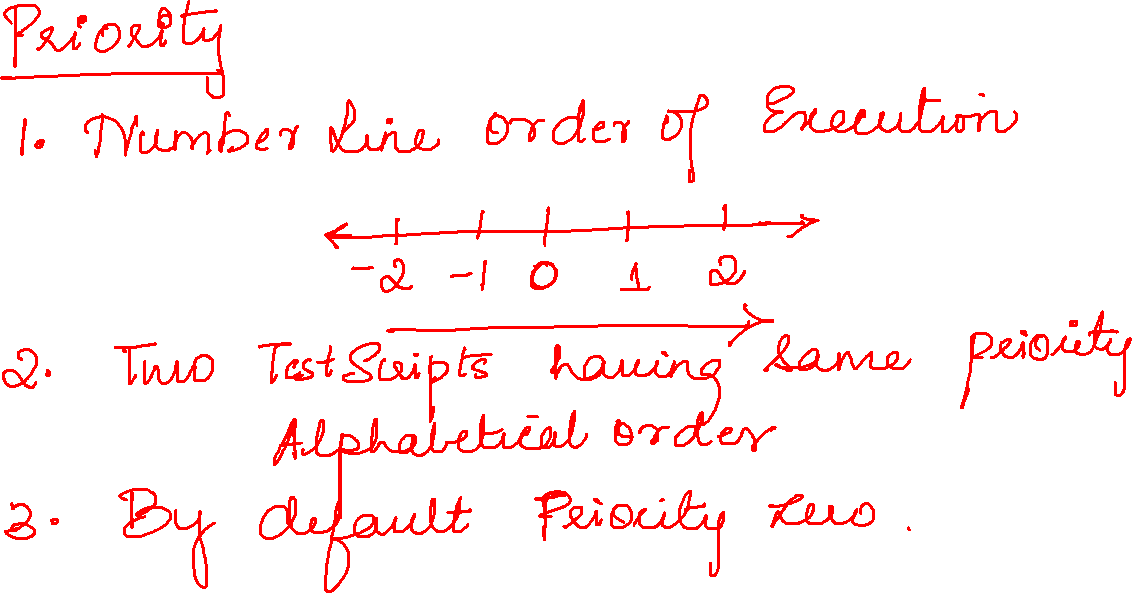 Priority
1. Number Line order of Execution
-2 -1 0 1 2
2. Two TestScripts having same priority
Alphabetical order
3. By default Priority zero.